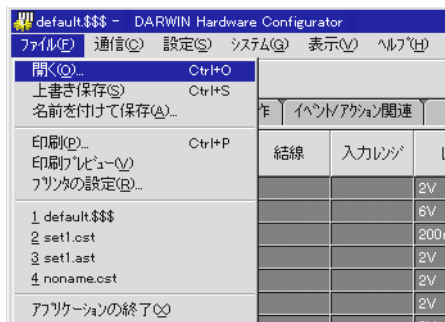 default.$$$ - DARWIN Hardware Configurator
ファイル(F) 通信(C) 設定(S) システム(G) 表示(V) ヘルプ(H)
開く(O)... Ctrl+O
上書き保存(S) Ctrl+S
名前を付けて保存(A)...
印刷(P)... Ctrl+P
印刷プレビュー(V)
プリンタの設定(R)...
1 default.$$$
2 set1.cst
3 set1.ast
4 noname.cst
アプリケーションの終了(X)
作 イベント/アクション関連
結線 入力レンジ
2V
6V
200
2V
2V
2V